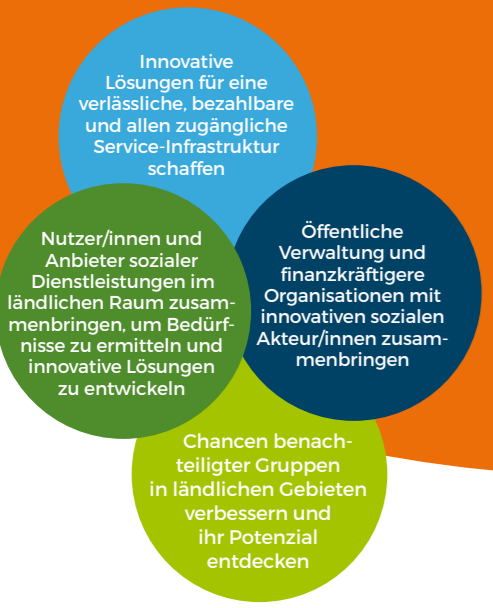 Innovative
Lösungen für eine
verlässliche, bezahlbare
und allen zugängliche
Service-Infrastruktur
schaffen
Nutzer/innen und
Anbieter sozialer
Dienstleistungen im
ländlichen Raum zusam-
menbringen, um Bedürf-
nisse zu ermitteln und
innovative Lösungen
zu entwickeln
Öffentliche
Verwaltung und
finanzkräftigere
Organisationen mit
innovativen sozialen
Akteur/innen zusam-
menbringen
Chancen benach-
teiligter Gruppen
in ländlichen Gebieten
verbessern und
ihr Potenzial
entdecken